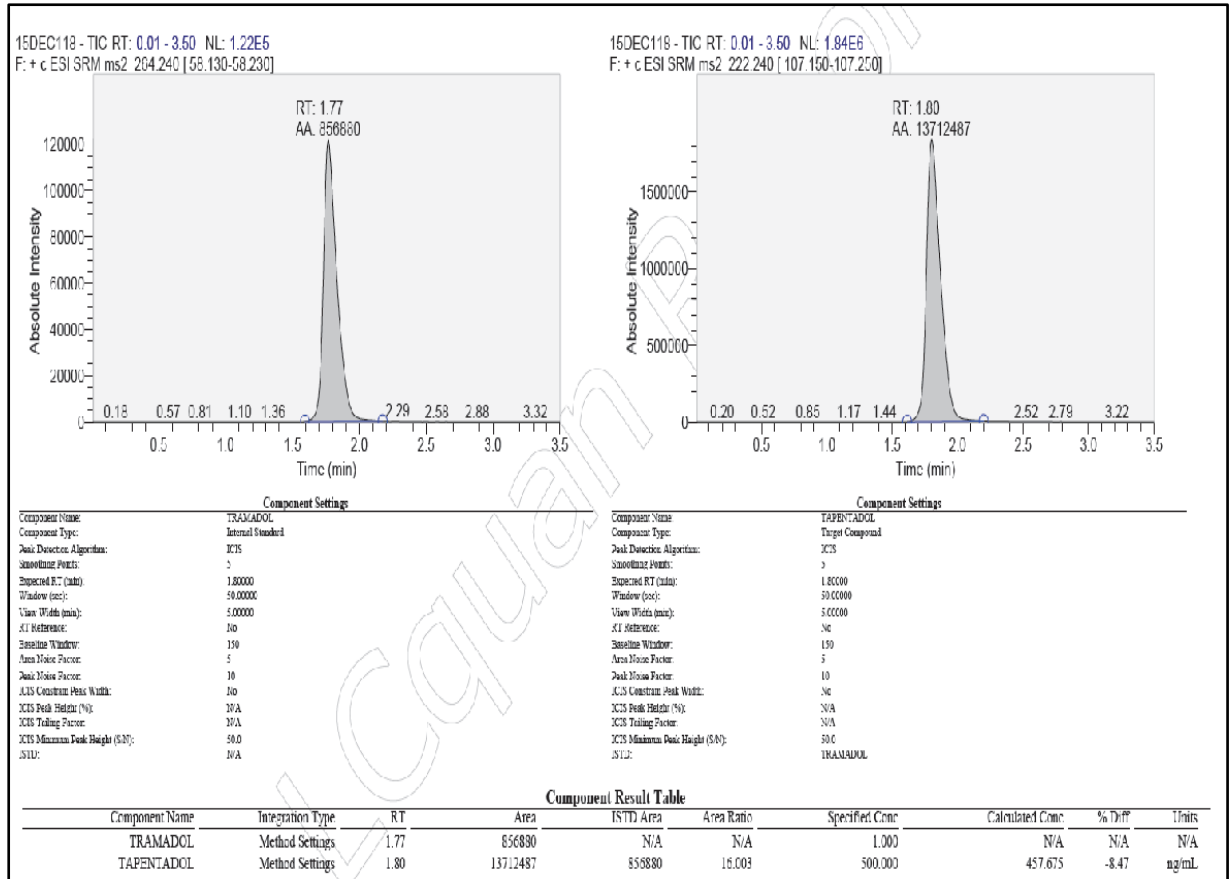 15DEC118 - TIC RT: 0.01 - 3.50 NL: 1.22E5
F: + c ESI SRM ms2 264.240 [ 58.130-58.230]
RT: 1.77
AA. 856880
120000
100000
80000
60000
40000
20000
0
Absolute Intensity
0.18 0.57 0.81 1.10 1.36 2.29 2.58 2.88 3.32
0.5 1.0 1.5 2.0 2.5 3.0 3.5
Time (min)
15DEC118 - TIC RT: 0.01 - 3.50 NL: 1.84E6
F: + c ESI SRM ms2 222.240 [ 107.150-107.200]
RT: 1.80
AA. 13712487
1500000
1000000
500000
0
Absolute Intensity
0.20 0.52 0.85 1.17 1.44 2.52 2.79 3.22
0.5 1.0 1.5 2.0 2.5 3.0 3.5
Time (min)
Component Settings
Component Name: TRAMADOL
Component Type: Internal Standard
Peak Detection Algorithm: ICIS
Smoothing Points: 5
Expected RT (min): 1.80000
Window (sec): 50.00000
View Width (min): 5.00000
RT Reference: No
Baseline Window: 150
Area Noise Factor: 5
Peak Noise Factor: 10
ICIS Constrain Peak Width: No
ICIS Peak Height (%): N/A
ICIS Tailing Factor: N/A
ICIS Minimum Peak Height (S/N): 50.0
ISTD: N/A
Component Settings
Component Name: TAPENTADOL
Component Type: Target Compound
Peak Detection Algorithm: ICIS
Smoothing Points: 5
Expected RT (min): 1.80000
Window (sec): 50.00000
View Width (min): 5.00000
RT Reference: No
Baseline Window: 150
Area Noise Factor: 5
Peak Noise Factor: 10
ICIS Constrain Peak Width: No
ICIS Peak Height (%): N/A
ICIS Tailing Factor: N/A
ICIS Minimum Peak Height (S/N): 50.0
ISTD: TRAMADOL
Component Result Table
Component Name Integration Type RT Area ISTD Area Area Ratio Specified Conc Calculated Conc % Diff Units
TRAMADOL Method Settings 1.77 856880 N/A N/A 1.000 N/A N/A N/A
TAPENTADOL Method Settings 1.80 13712487 856880 16.003 500.000 457.675 -8.47 ng/mL
LCquan